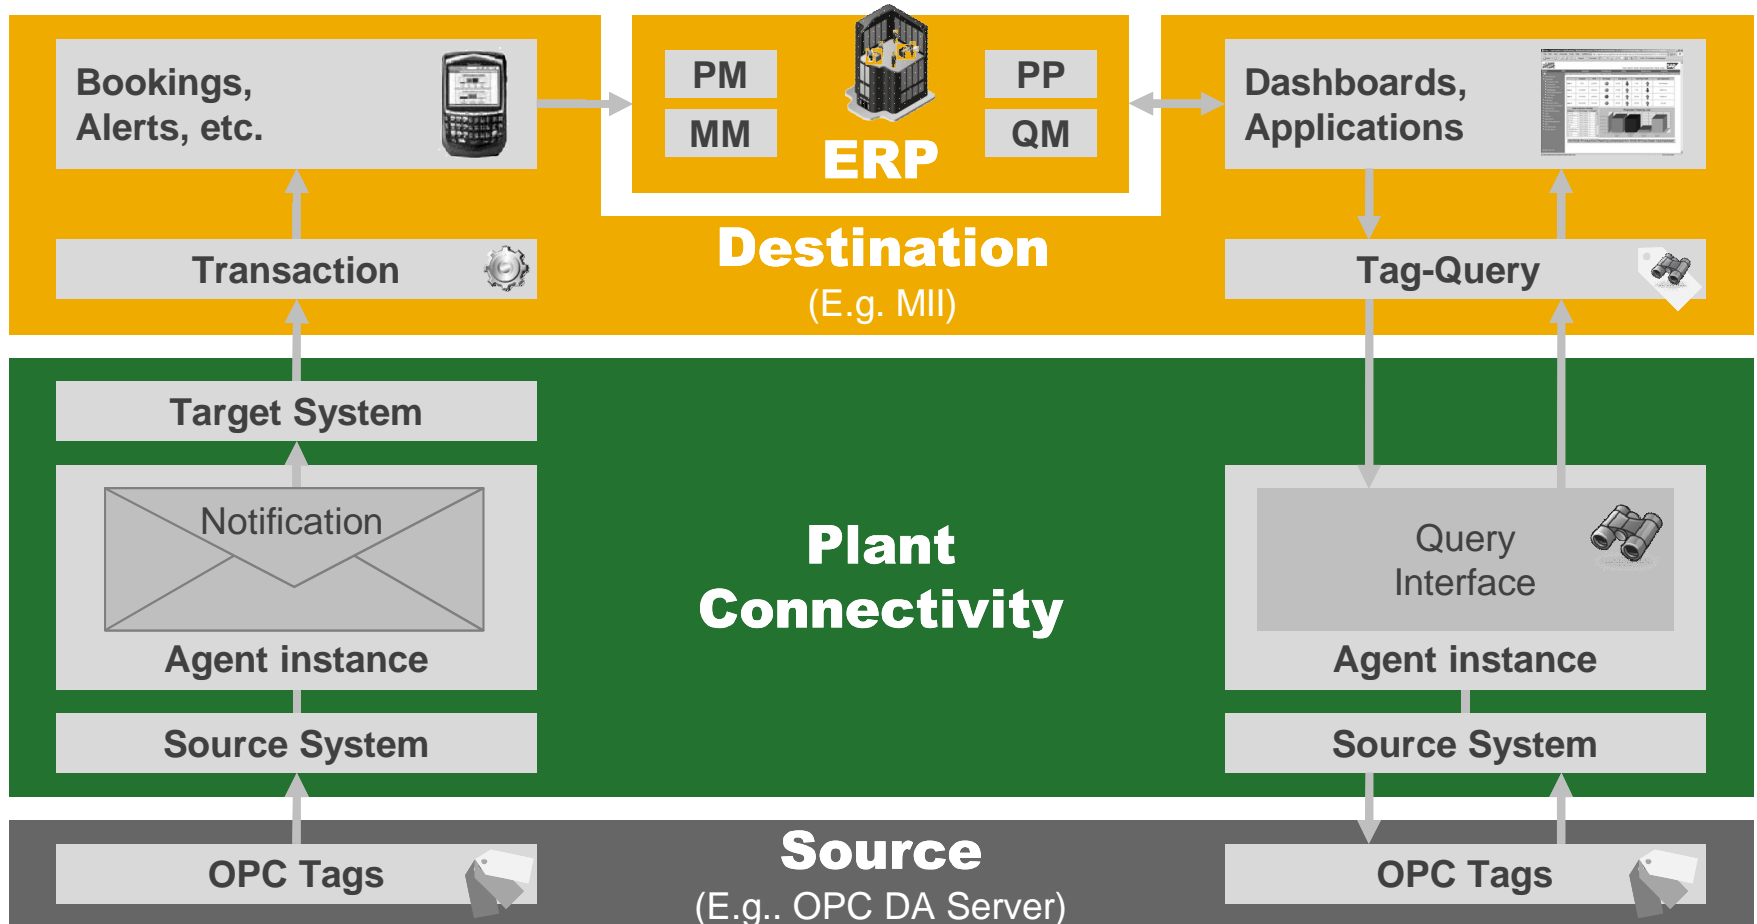 Bookings,
Alerts, etc.
PM
MM
PP
QM
ERP
Dashboards,
Applications
Transaction
Destination
(E.g. MII)
Tag-Query
Target System
Notification
Agent instance
Source System
Plant
Connectivity
Query
Interface
Agent instance
Source System
OPC Tags
Source
(E.g.. OPC DA Server)
OPC Tags